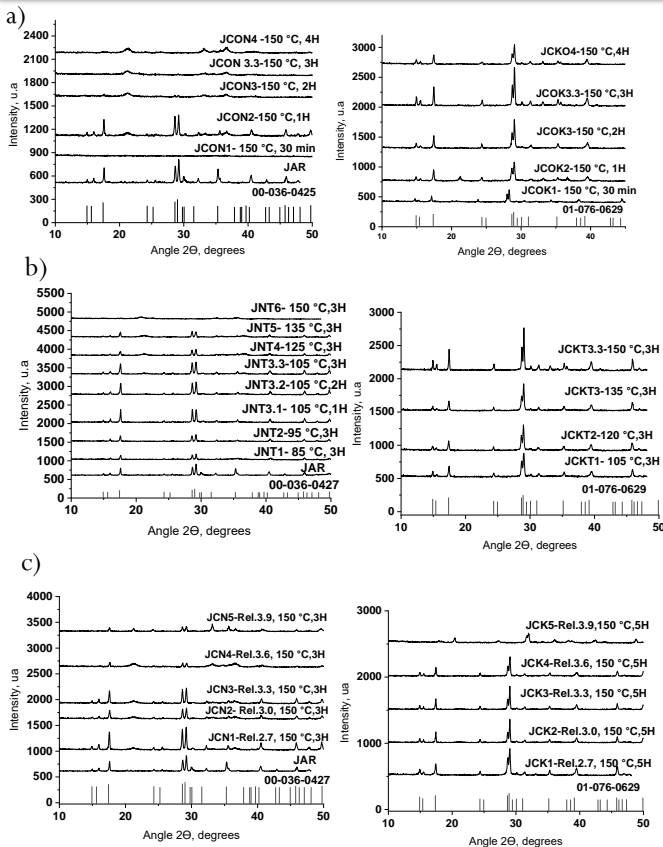 a)
JCON4 -150 °C, 4H
JCON 3.3-150 °C, 3H
JCON3-150 °C, 2H
JCON2-150 °C,1H
JCON1- 150 °C, 30 min
JAR
00-036-0425
Intensity, u.a
2400
2100
1800
1500
1200
900
600
300
0
10 20 30 40 50
Angle 2Θ, degrees
JCKO4-150 °C,4H
JCOK3.3-150 °C,3H
JCOK3-150 °C,2H
JCOK2-150 °C, 1H
JCOK1- 150 °C, 30 min
01-076-0629
Intensity, u.a
3000
2500
2000
1500
1000
500
0
10 20 30 40
Angle 2Θ, degrees
b)
JNT6- 150 °C,3H
JNT5- 135 °C,3H
JNT4-125 °C,3H
JNT3.3-105 °C,3H
JNT3.2-105 °C,2H
JNT3.1- 105 °C,1H
JNT2-95 °C,3H
JNT1- 85 °C, 3H
JAR
00-036-0427
Intensity, u.a
5500
5000
4500
4000
3500
3000
2500
2000
1500
1000
500
0
10 20 30 40 50
Angle 2Θ, degrees
JCKT3.3-150 °C,3H
JCKT3-135 °C,3H
JCKT2-120 °C,3H
JCKT1- 105 °C,3H
01-076-0629
Intensity, u.a
3000
2500
2000
1500
1000
500
0
10 20 30 40 50
Angle 2Θ, degrees
c)
JCN5-Rel.3.9, 150 °C,3H
JCN4-Rel.3.6, 150 °C,3H
JCN3-Rel.3.3, 150 °C,3H
JCN2- Rel.3.0, 150 °C,3H
JCN1-Rel.2.7, 150 °C,3H
JAR
00-036-0427
Intensity, ua
4000
3500
3000
2500
2000
1500
1000
500
0
10 20 30 40 50
Angle 2Θ, degrees
JCK5-Rel.3.9,150 °C,5H
JCK4-Rel.3.6, 150 °C,5H
JCK3-Rel.3.3, 150 °C,5H
JCK2-Rel.3.0, 150 °C,5H
JCK1-Rel.2.7, 150 °C,5H
01-076-0629
Intensity, ua
3000
2000
1000
0
10 20 30 40 50
Angle 2Θ, degrees